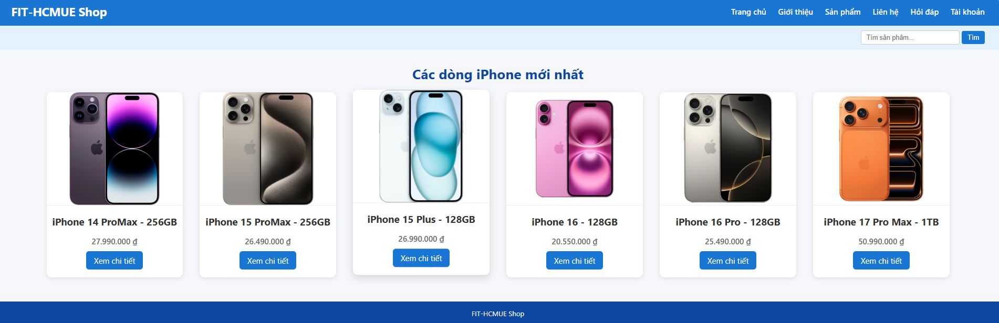 FIT-HCMUE Shop
Trang chủ Giới thiệu Sản phẩm Liên hệ Hỏi đáp Tài khoản
Tìm sản phẩm... Tìm
Các dòng iPhone mới nhất
iPhone 14 ProMax - 256GB
27.990.000 ₫
Xem chi tiết
iPhone 15 ProMax - 256GB
26.490.000 ₫
Xem chi tiết
iPhone 15 Plus - 128GB
26.990.000 ₫
Xem chi tiết
iPhone 16 - 128GB
20.550.000 ₫
Xem chi tiết
iPhone 16 Pro - 128GB
25.490.000 ₫
Xem chi tiết
iPhone 17 Pro Max - 1TB
50.990.000 ₫
Xem chi tiết
FIT-HCMUE Shop